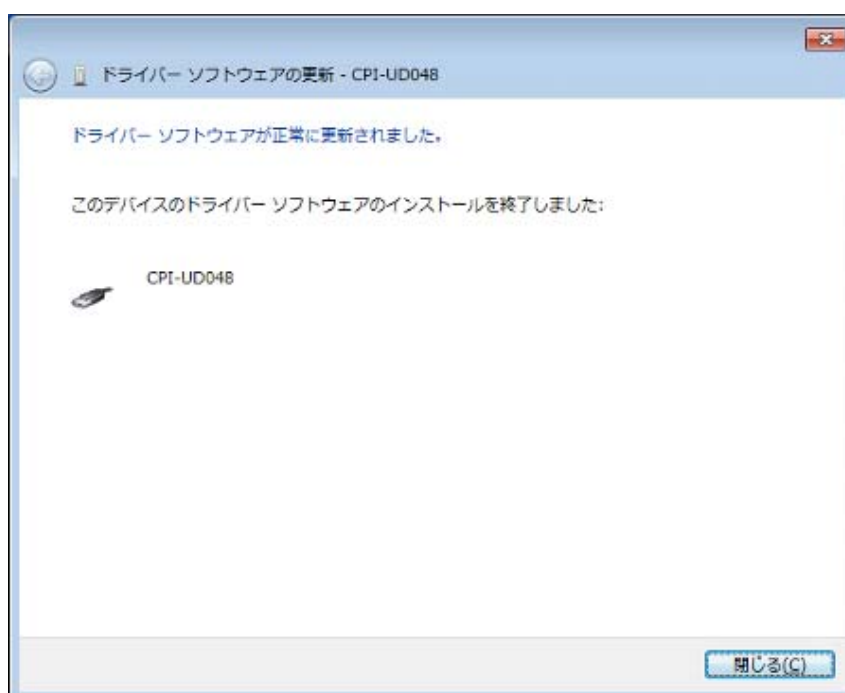 ドライバー ソフトウェアの更新 - CPI-UD048
ドライバー ソフトウェアが正常に更新されました。
このデバイスのドライバー ソフトウェアのインストールを終了しました:
CPI-UD048
閉じる(C)